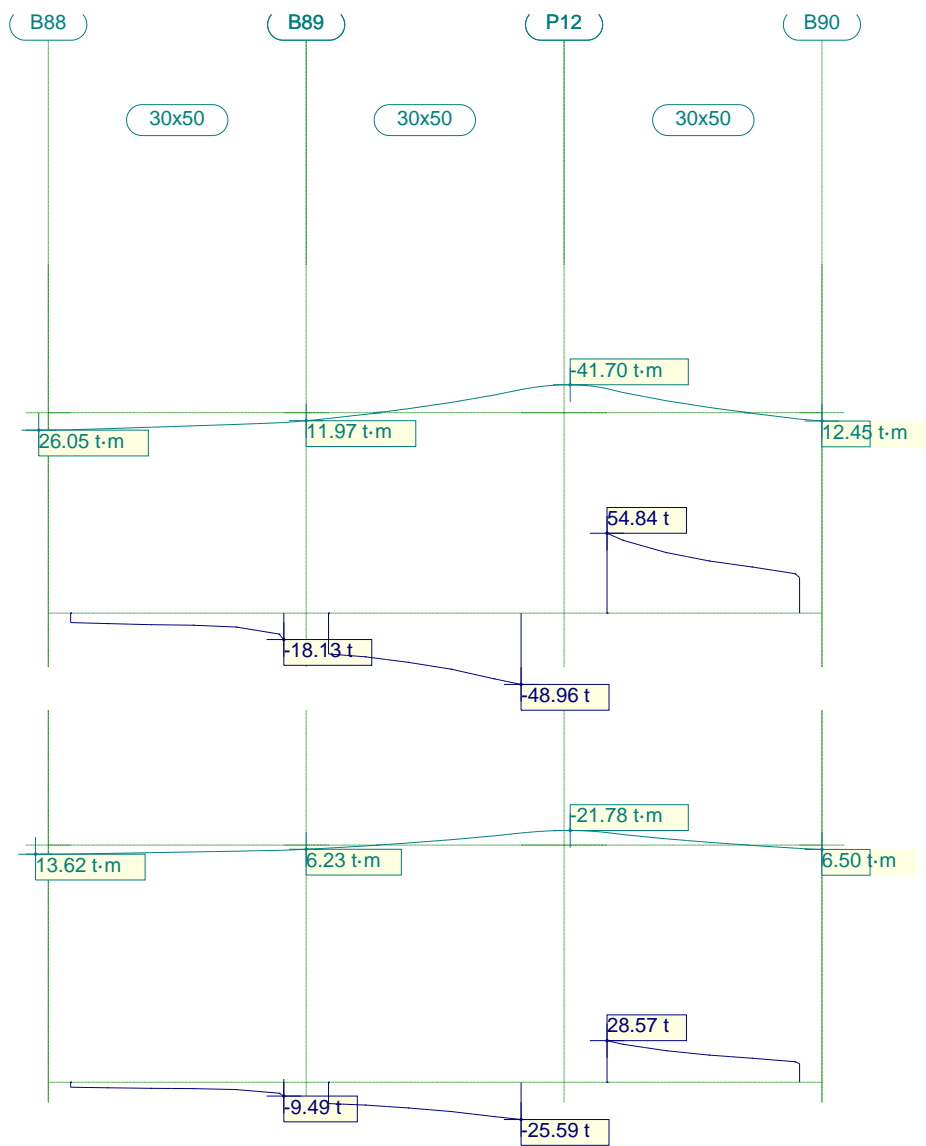 B88 B89 P12 B90
30x50 30x50 30x50
-41.70 t·m
26.05 t·m 11.97 t·m 12.45 t·m
54.84 t
-18.13 t
-48.96 t
-21.78 t·m
13.62 t·m 6.23 t·m 6.50 t·m
28.57 t
-9.49 t
-25.59 t